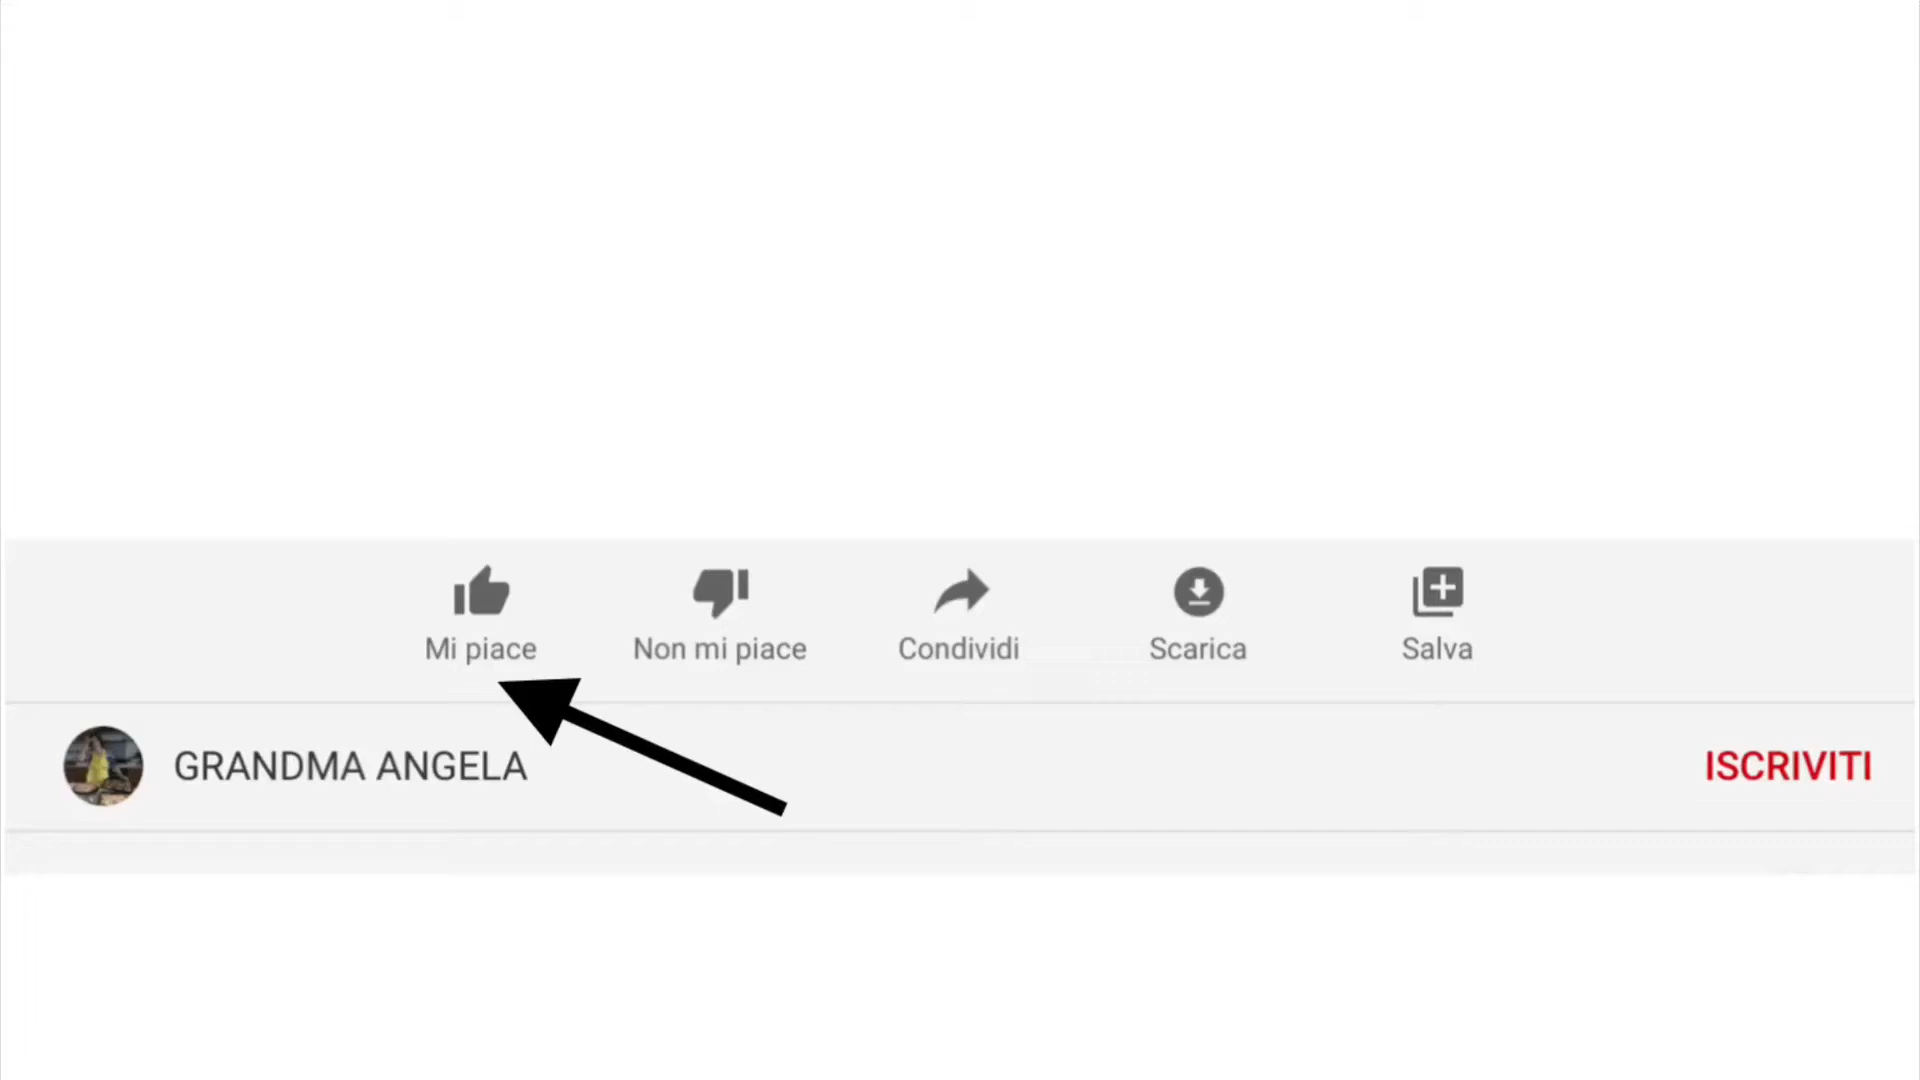 Mi piace Non mi piace Condividi Scarica Salva
GRANDMA ANGELA ISCRIVITI